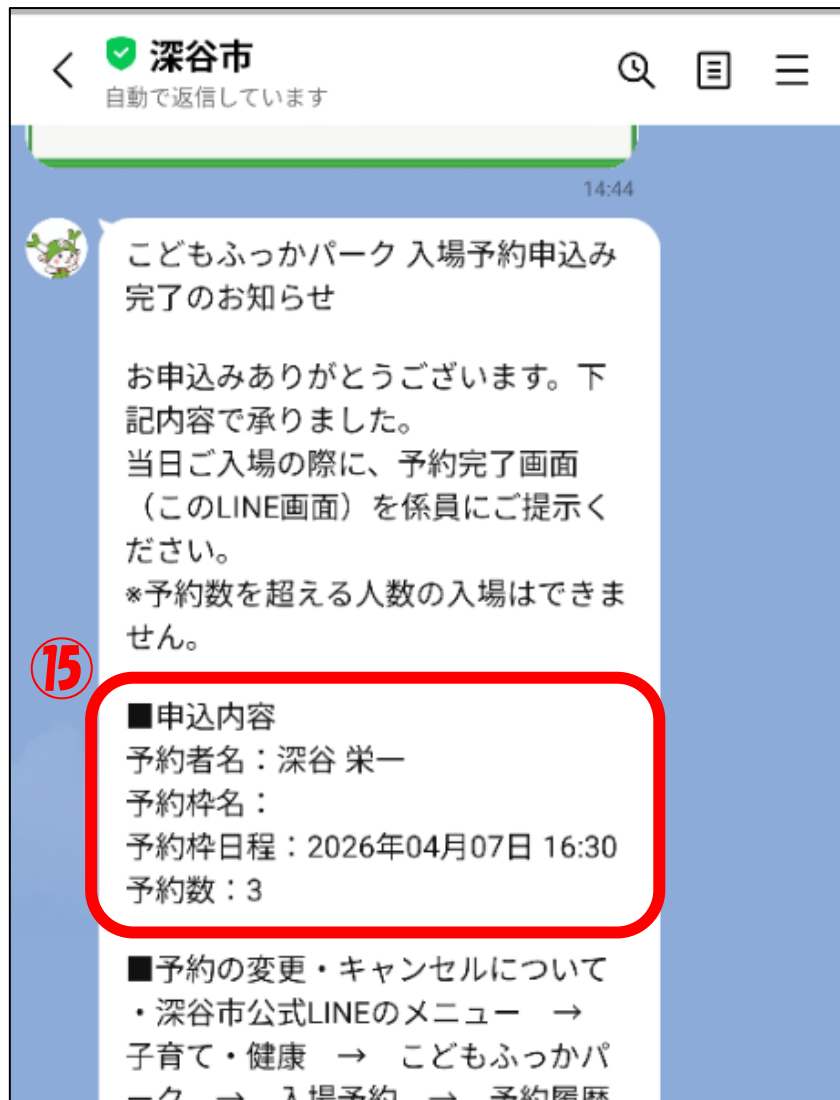 深谷市
自動で返信しています
14:44
こどもふっかパーク 入場予約申込み
完了のお知らせ
お申込みありがとうございます。下
記内容で承りました。
当日ご入場の際に、予約完了画面
（このLINE画面）を係員にご提示く
ださい。
*予約数を超える人数の入場はできま
せん。
⑮
■申込内容
予約者名：深谷 栄一
予約枠名：
予約枠日程：2026年04月07日 16:30
予約数：3
■予約の変更・キャンセルについて
・深谷市公式LINEのメニュー　→
子育て・健康　→　こどもふっかパ
ーク　→　入場予約　→　予約履歴